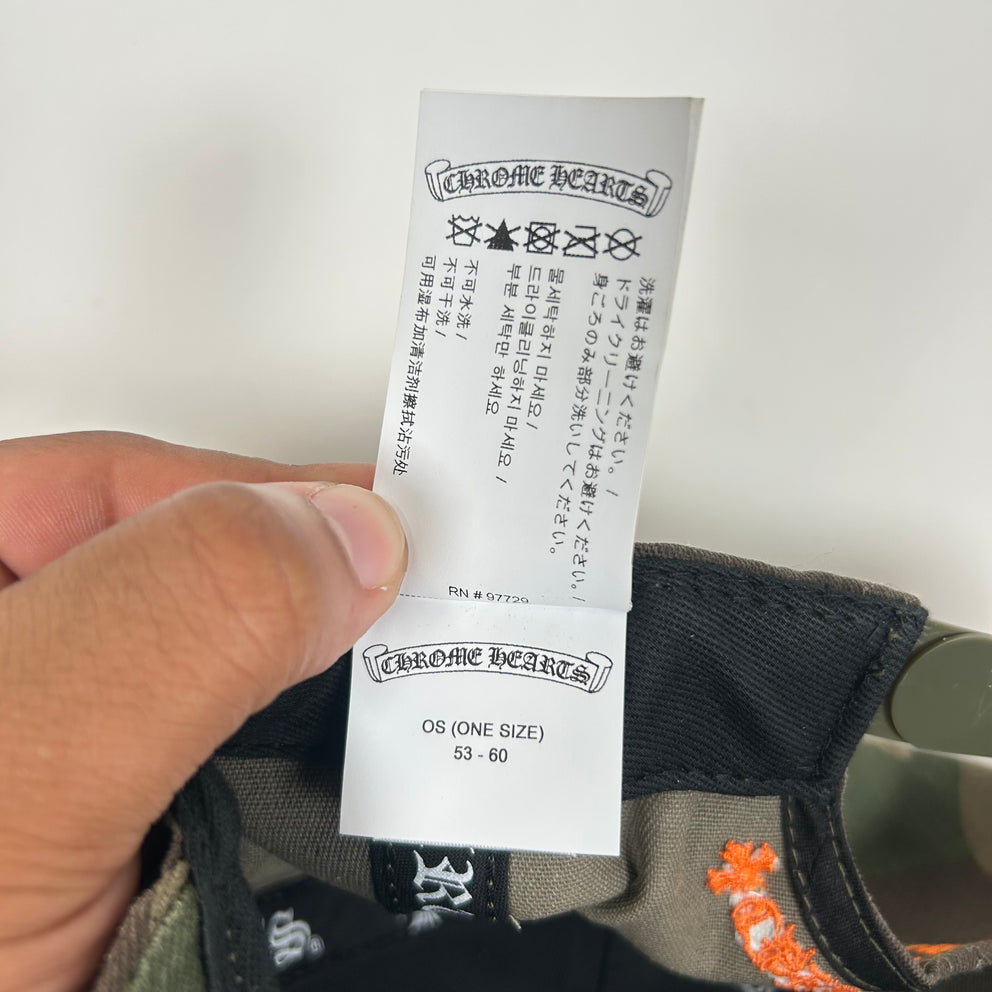 CHROME HEARTS
洗濯はお避けください。/
ドライクリーニングはお避けください。/
身ごろのみ部分洗いしてください。
물세탁하지 마세요 /
드라이클리닝하지 마세요 /
부분 세탁만 하세요
不可水洗 /
不可干洗 /
可用湿布加清洁剂擦拭沾污处
RN # 97729
CHROME HEARTS
OS (ONE SIZE)
53 - 60